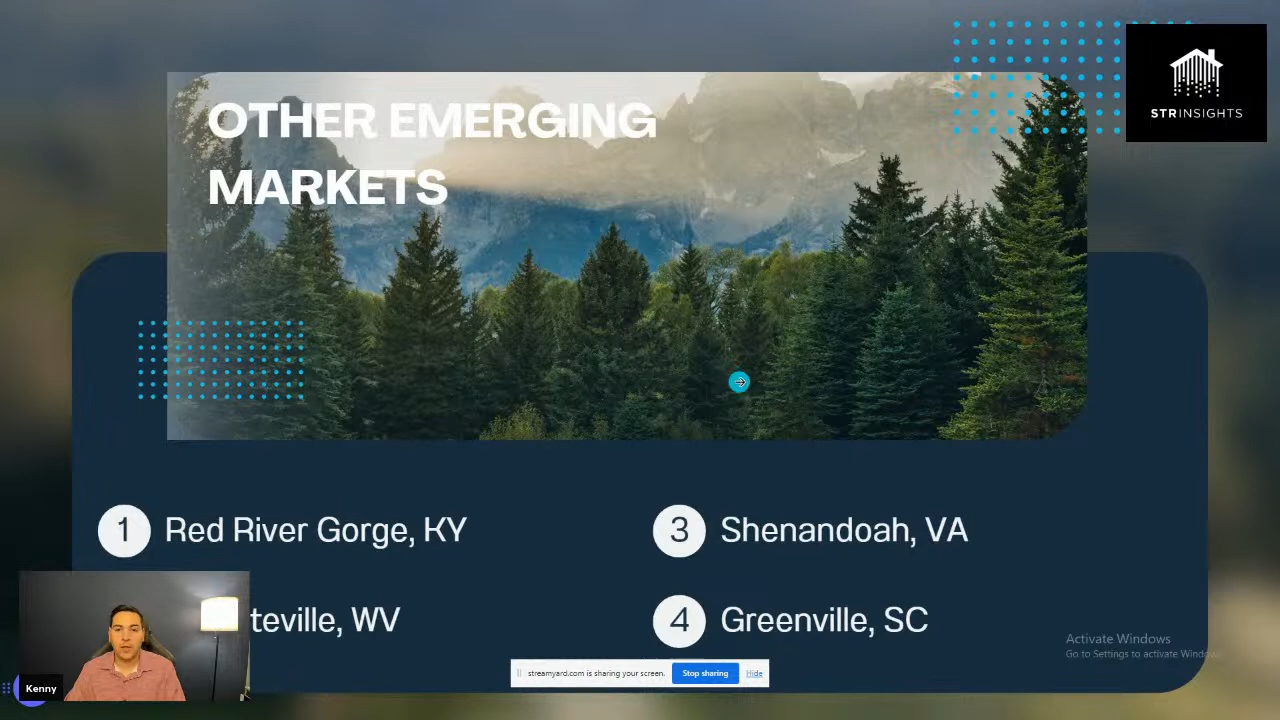 STRINSIGHTS
OTHER EMERGING
MARKETS
1 Red River Gorge, KY
3 Shenandoah, VA
teville, WV
4 Greenville, SC
Activate Windows
Go to Settings to activate Window
streamyard.com is sharing your screen.
Stop sharing
Hide
Kenny